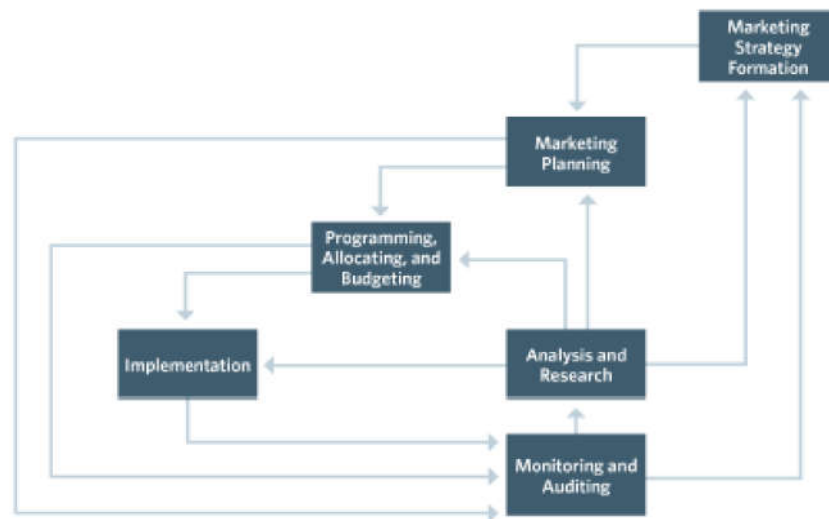 Marketing
Strategy
Formation
Marketing
Planning
Programming,
Allocating, and
Budgeting
Implementation
Analysis and
Research
Monitoring and
Auditing